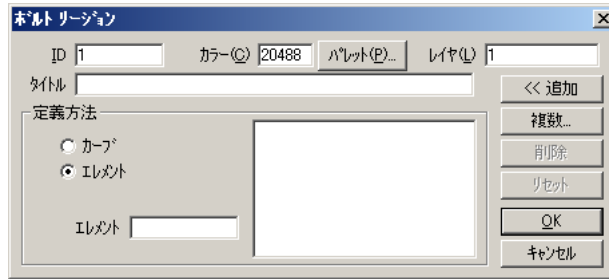 ﾎﾞﾙﾄ ﾘｰｼﾞｮﾝ
ID 1 カラー(C) 20488 ﾊﾟﾚｯﾄ(P)... ﾚｲﾔ(L) 1
ﾀｲﾄﾙ
<< 追加
定義方法
複数...
ｶｰﾌﾞ
削除
ｴﾚﾒﾝﾄ
ﾘｾｯﾄ
ｴﾚﾒﾝﾄ
OK
ｷｬﾝｾﾙ